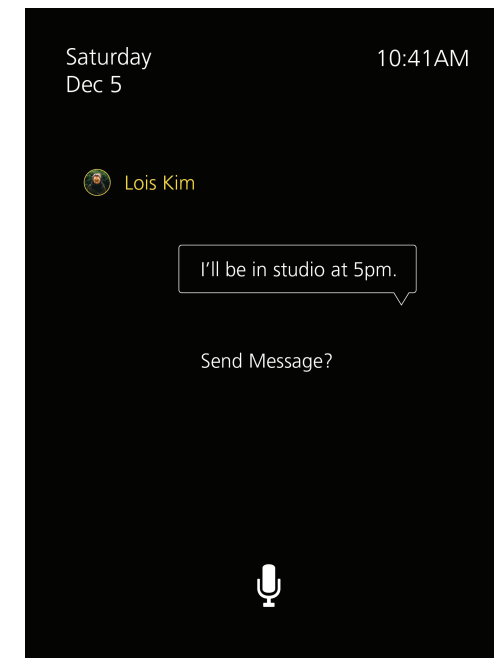 Saturday
10:41AM
Dec 5
Lois Kim
I'll be in studio at 5pm.
Send Message?